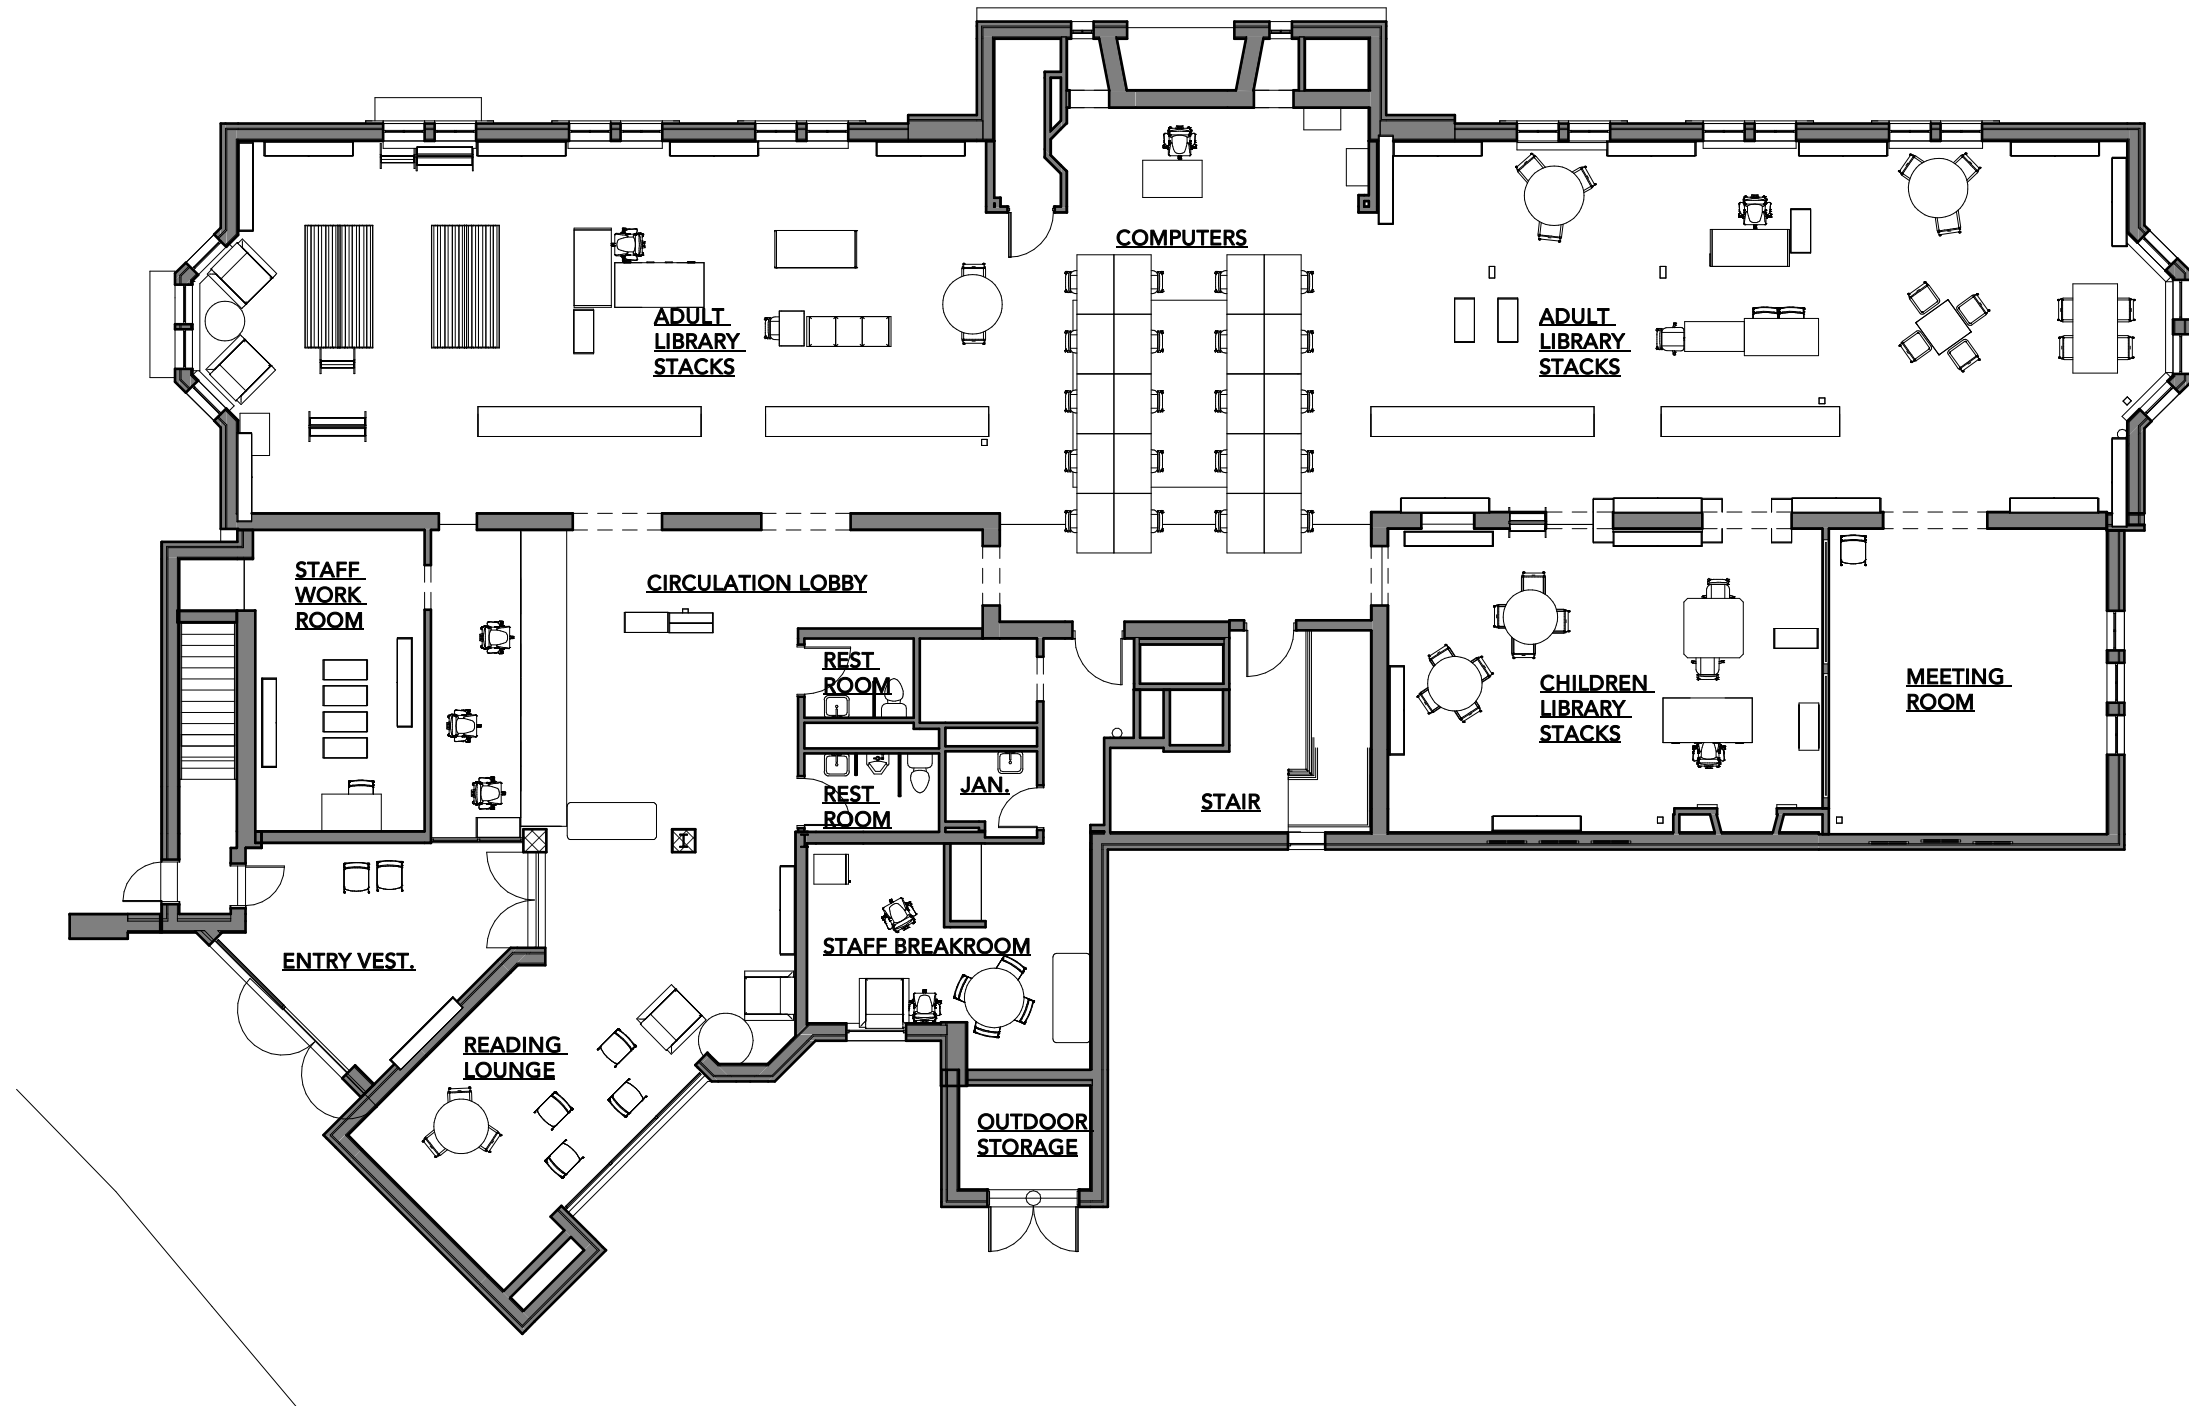 COMPUTERS
ADULT
LIBRARY
STACKS
ADULT
LIBRARY
STACKS
STAFF
WORK
ROOM
CIRCULATION LOBBY
REST
ROOM
CHILDREN
LIBRARY
STACKS
MEETING
ROOM
REST
ROOM
JAN.
STAIR
ENTRY VEST.
STAFF BREAKROOM
READING
LOUNGE
OUTDOOR
STORAGE